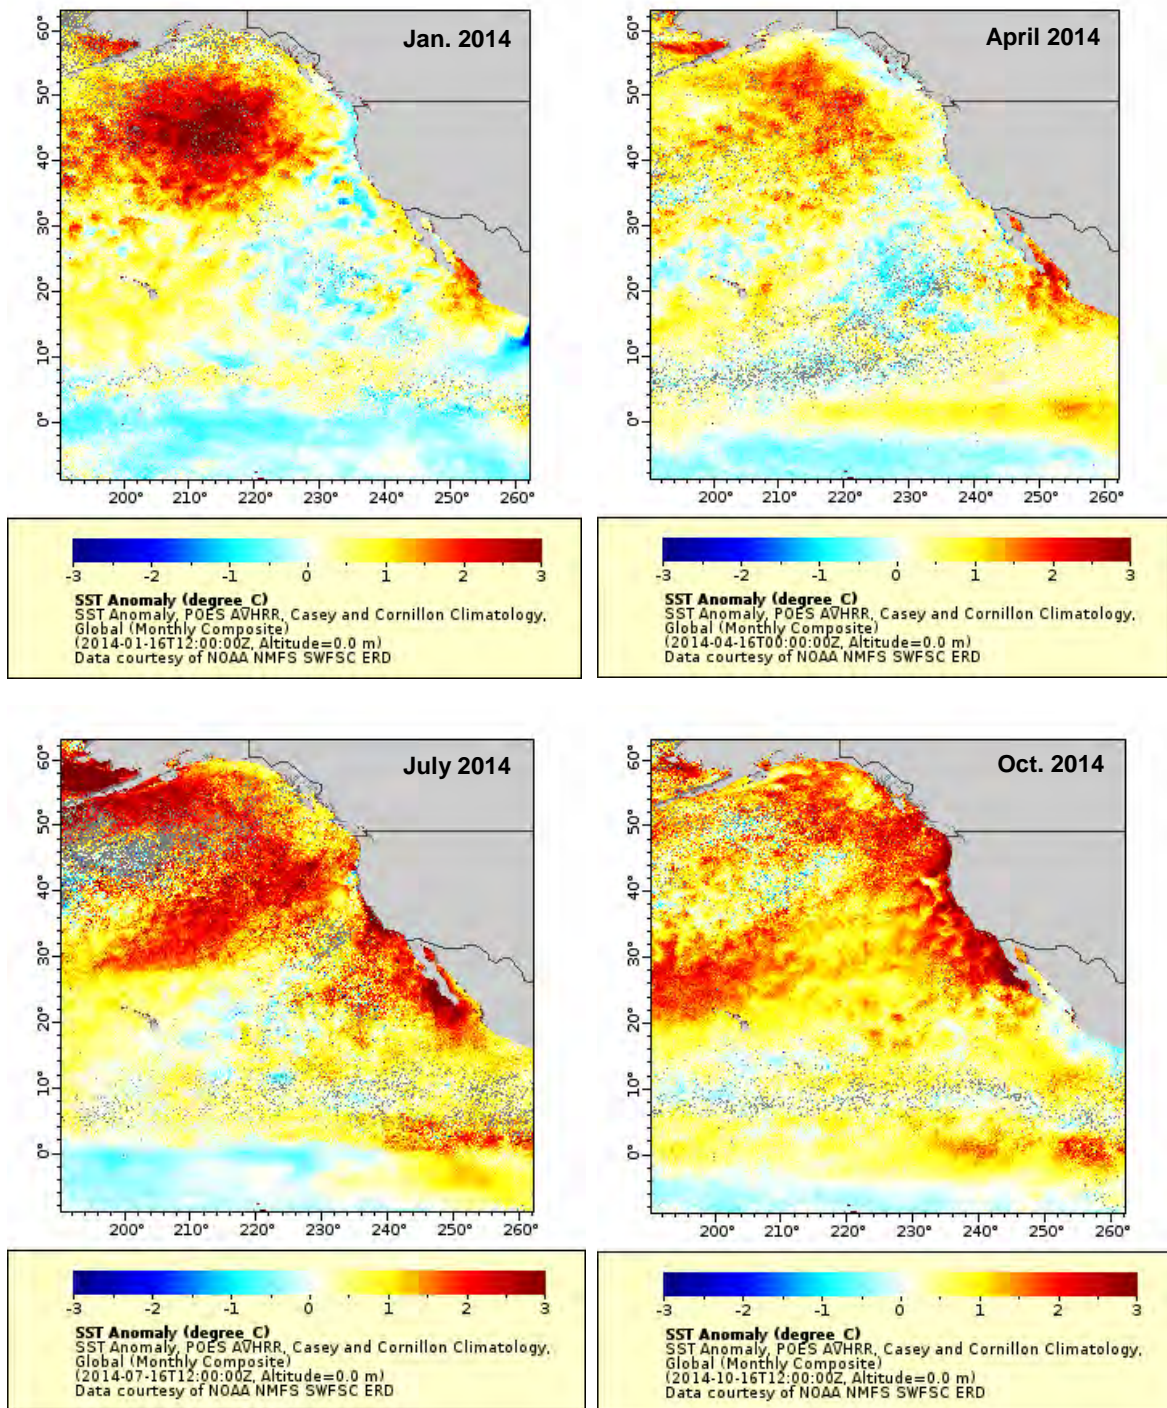 Jan. 2014
60°
50°
40°
30°
20°
10°
0°
200° 210° 220° 230° 240° 250° 260°
-3 -2 -1 0 1 2 3
SST Anomaly (degree_C)
SST Anomaly, POES AVHRR, Casey and Cornillon Climatology,
Global (Monthly Composite)
(2014-01-16T12:00:00Z, Altitude=0.0 m)
Data courtesy of NOAA NMFS SWFSC ERD
April 2014
60°
50°
40°
30°
20°
10°
0°
200° 210° 220° 230° 240° 250° 260°
-3 -2 -1 0 1 2 3
SST Anomaly (degree_C)
SST Anomaly, POES AVHRR, Casey and Cornillon Climatology,
Global (Monthly Composite)
(2014-04-16T00:00:00Z, Altitude=0.0 m)
Data courtesy of NOAA NMFS SWFSC ERD
July 2014
60°
50°
40°
30°
20°
10°
0°
200° 210° 220° 230° 240° 250° 260°
-3 -2 -1 0 1 2 3
SST Anomaly (degree_C)
SST Anomaly, POES AVHRR, Casey and Cornillon Climatology,
Global (Monthly Composite)
(2014-07-16T12:00:00Z, Altitude=0.0 m)
Data courtesy of NOAA NMFS SWFSC ERD
Oct. 2014
60°
50°
40°
30°
20°
10°
0°
200° 210° 220° 230° 240° 250° 260°
-3 -2 -1 0 1 2 3
SST Anomaly (degree_C)
SST Anomaly, POES AVHRR, Casey and Cornillon Climatology,
Global (Monthly Composite)
(2014-10-16T12:00:00Z, Altitude=0.0 m)
Data courtesy of NOAA NMFS SWFSC ERD